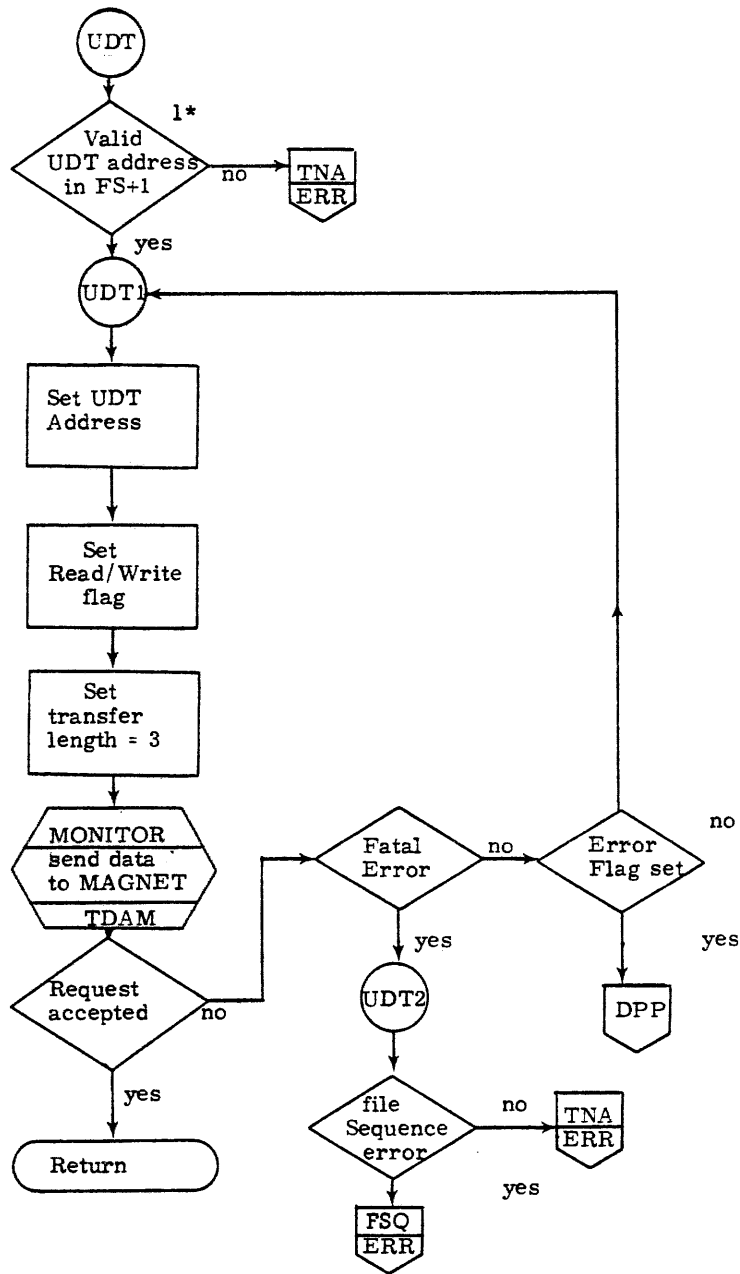 UDT
1*
Valid
UDT address
in FS+1
no
TNA
ERR
yes
UDT1
Set UDT
Address
Set
Read/Write
flag
Set
transfer
length = 3
MONITOR
send data
to MAGNET
TDAM
Request
accepted
no
yes
Return
Fatal
Error
no
yes
UDT2
file
Sequence
error
no
TNA
ERR
yes
FSQ
ERR
Error
Flag set
no
yes
DPP